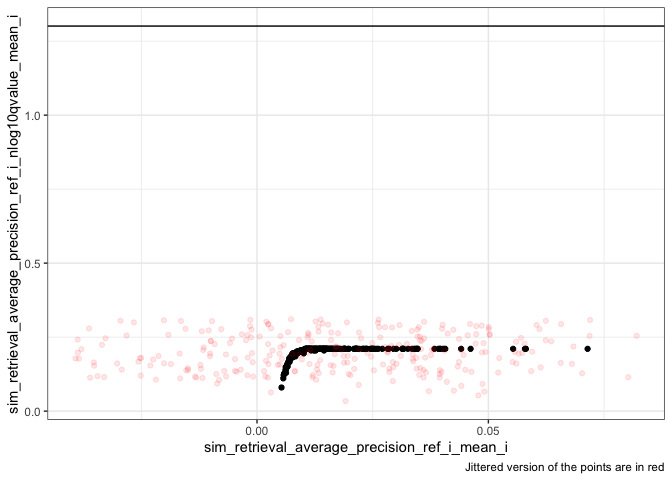 sim_retrieval_average_precision_ref_i_nlog10qvalue_mean_i
1.0
0.5
0.0
0.00
0.05
sim_retrieval_average_precision_ref_i_mean_i
Jittered version of the points are in red